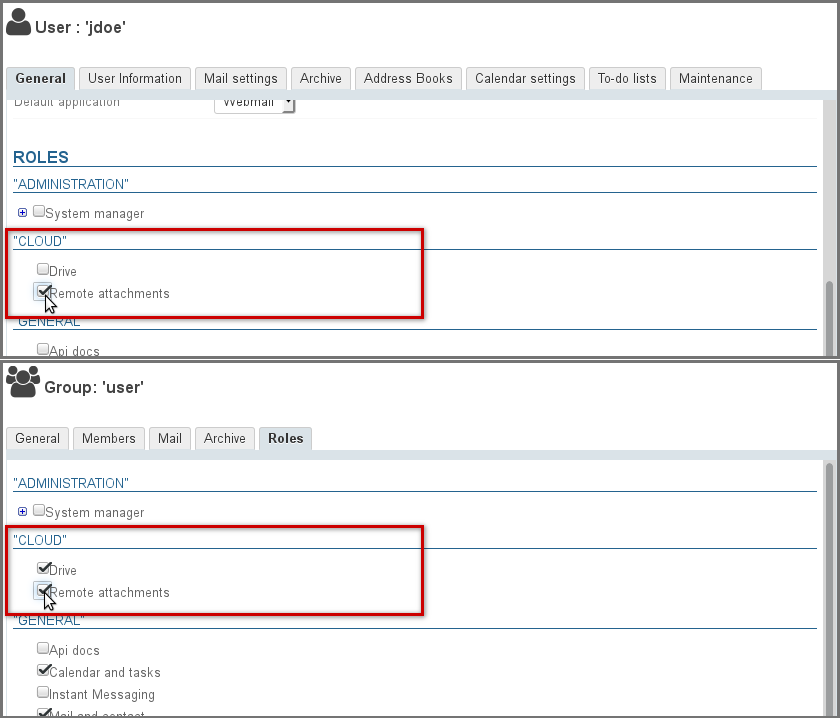 User : 'jdoe'
General User Information Mail settings Archive Address Books Calendar settings To-do lists Maintenance
Default application Webmail
ROLES
"ADMINISTRATION"
System manager
"CLOUD"
Drive
Remote attachments
"GENERAL"
Api docs
Group: 'user'
General Members Mail Archive Roles
"ADMINISTRATION"
System manager
"CLOUD"
Drive
Remote attachments
"GENERAL"
Api docs
Calendar and tasks
Instant Messaging
Mail and contact